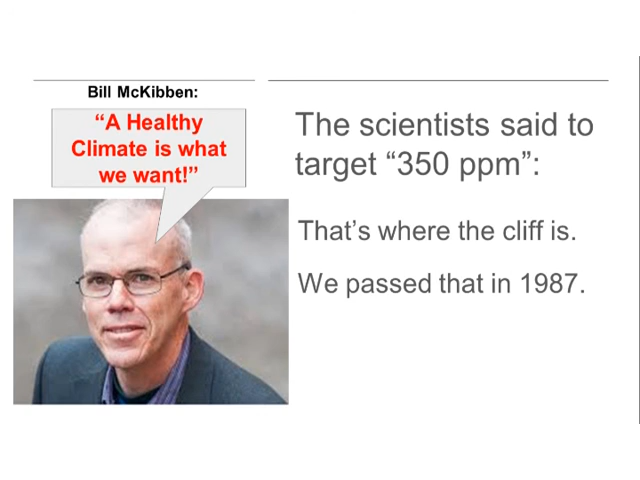 Bill McKibben:
“A Healthy
Climate is what
we want!”
The scientists said to
target “350 ppm”:
That’s where the cliff is.
We passed that in 1987.